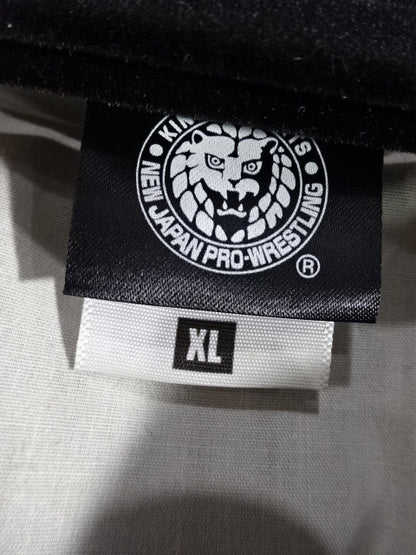 NEW JAPAN PRO-WRESTLING
®
XL